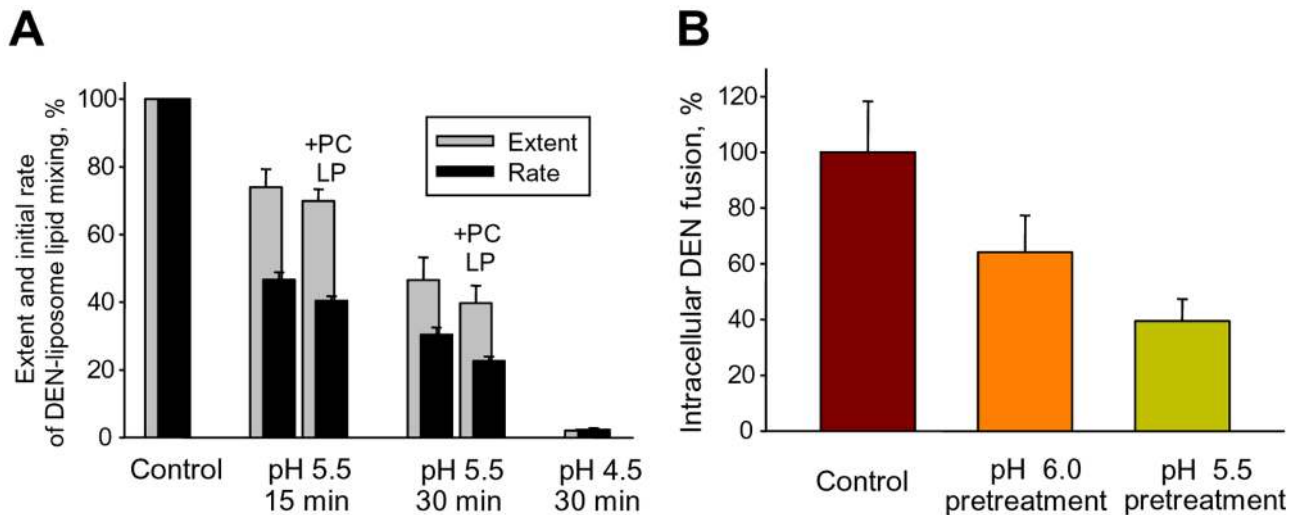 A
Extent and initial rate
of DEN-liposome lipid mixing, %
100
80
60
40
20
0
+PC
LP
+PC
LP
Extent
Rate
Control
pH 5.5
15 min
pH 5.5
30 min
pH 4.5
30 min
B
Intracellular DEN fusion, %
120
100
80
60
40
20
0
Control
pH 6.0
pretreatment
pH 5.5
pretreatment